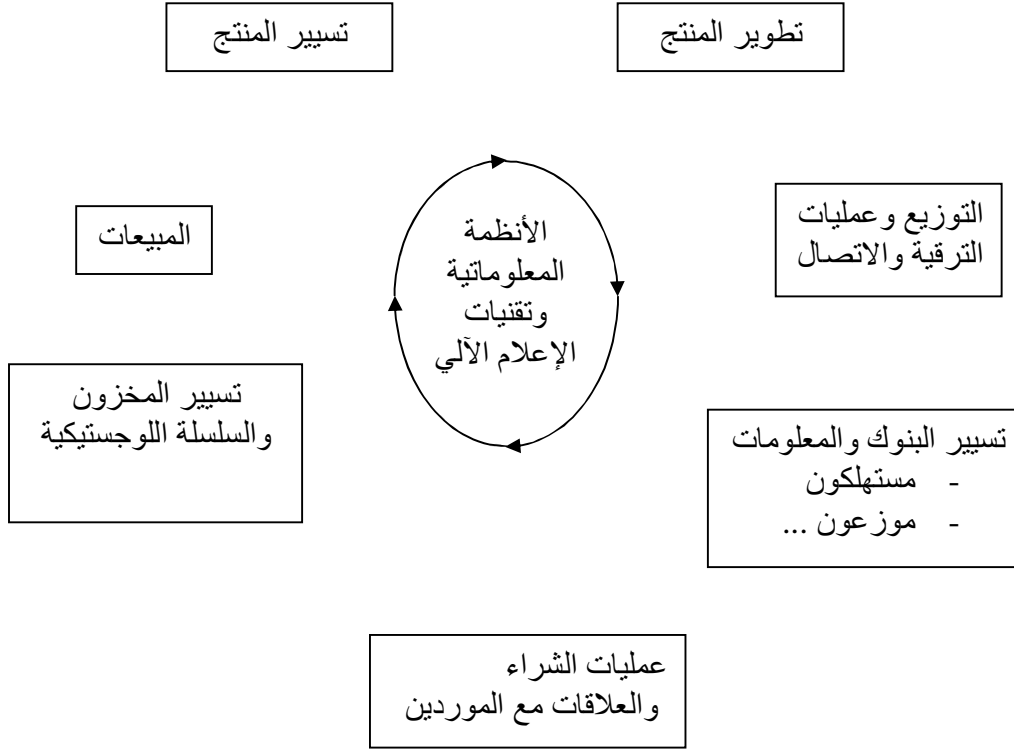 تطوير المنتج
تسيير المنتج
التوزيع وعمليات
الترقية والاتصال
الأنظمة
المعلوماتية
وتقنيات
الإعلام الآلي
المبيعات
تسيير البنوك والمعلومات
- مستهلكون
- موزعون ...
تسيير المخزون
والسلسلة اللوجستيكية
عمليات الشراء
والعلاقات مع الموردين